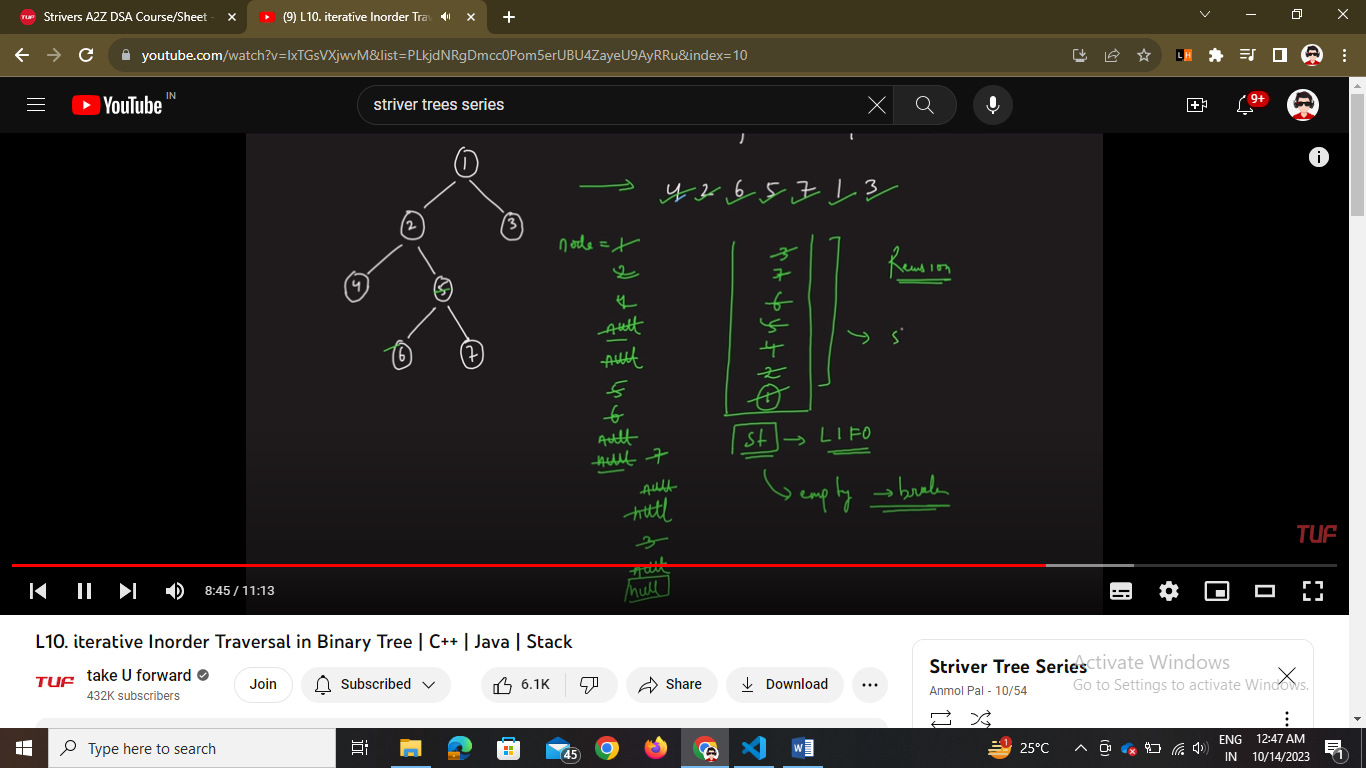 Strivers A2Z DSA Course/Sheet -
(9) L10. iterative Inorder Trav
youtube.com/watch?v=lxTGsVXjwvM&list=PLkjdNRgDmcc0Pom5erUBU4ZayeU9AyRRu&index=10
YouTube IN
striver trees series
9+
1
2 3
4 5
6 7
4 2 6 5 7 1 3
node = 1
2
4
null
null
5
6
null
null 7
null
null
3
null
null
3
7
6
5
4
2
1
st → LIFO
empty
s
TUF
8:45 / 11:13
L10. iterative Inorder Traversal in Binary Tree | C++ | Java | Stack
TUF take U forward
432K subscribers
Join
Subscribed
6.1K
Share
Download
Striver Tree Series
Anmol Pal - 10/54
Activate Windows
Go to Settings to activate Windows.
Type here to search
45
1
25°C
ENG
IN
12:47 AM
10/14/2023
1